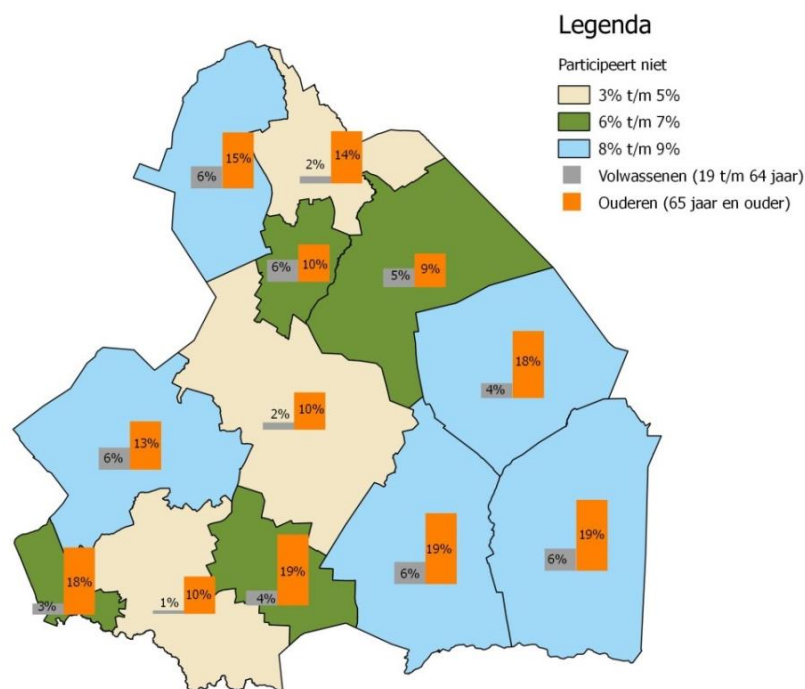 Legenda
Participeert niet
3% t/m 5%
6% t/m 7%
8% t/m 9%
Volwassenen (19 t/m 64 jaar)
Ouderen (65 jaar en ouder)
6% 15%
2% 14%
6% 10%
5% 9%
4% 18%
2% 10%
6% 13%
6% 19%
6% 19%
3% 18%
1% 10%
4% 19%